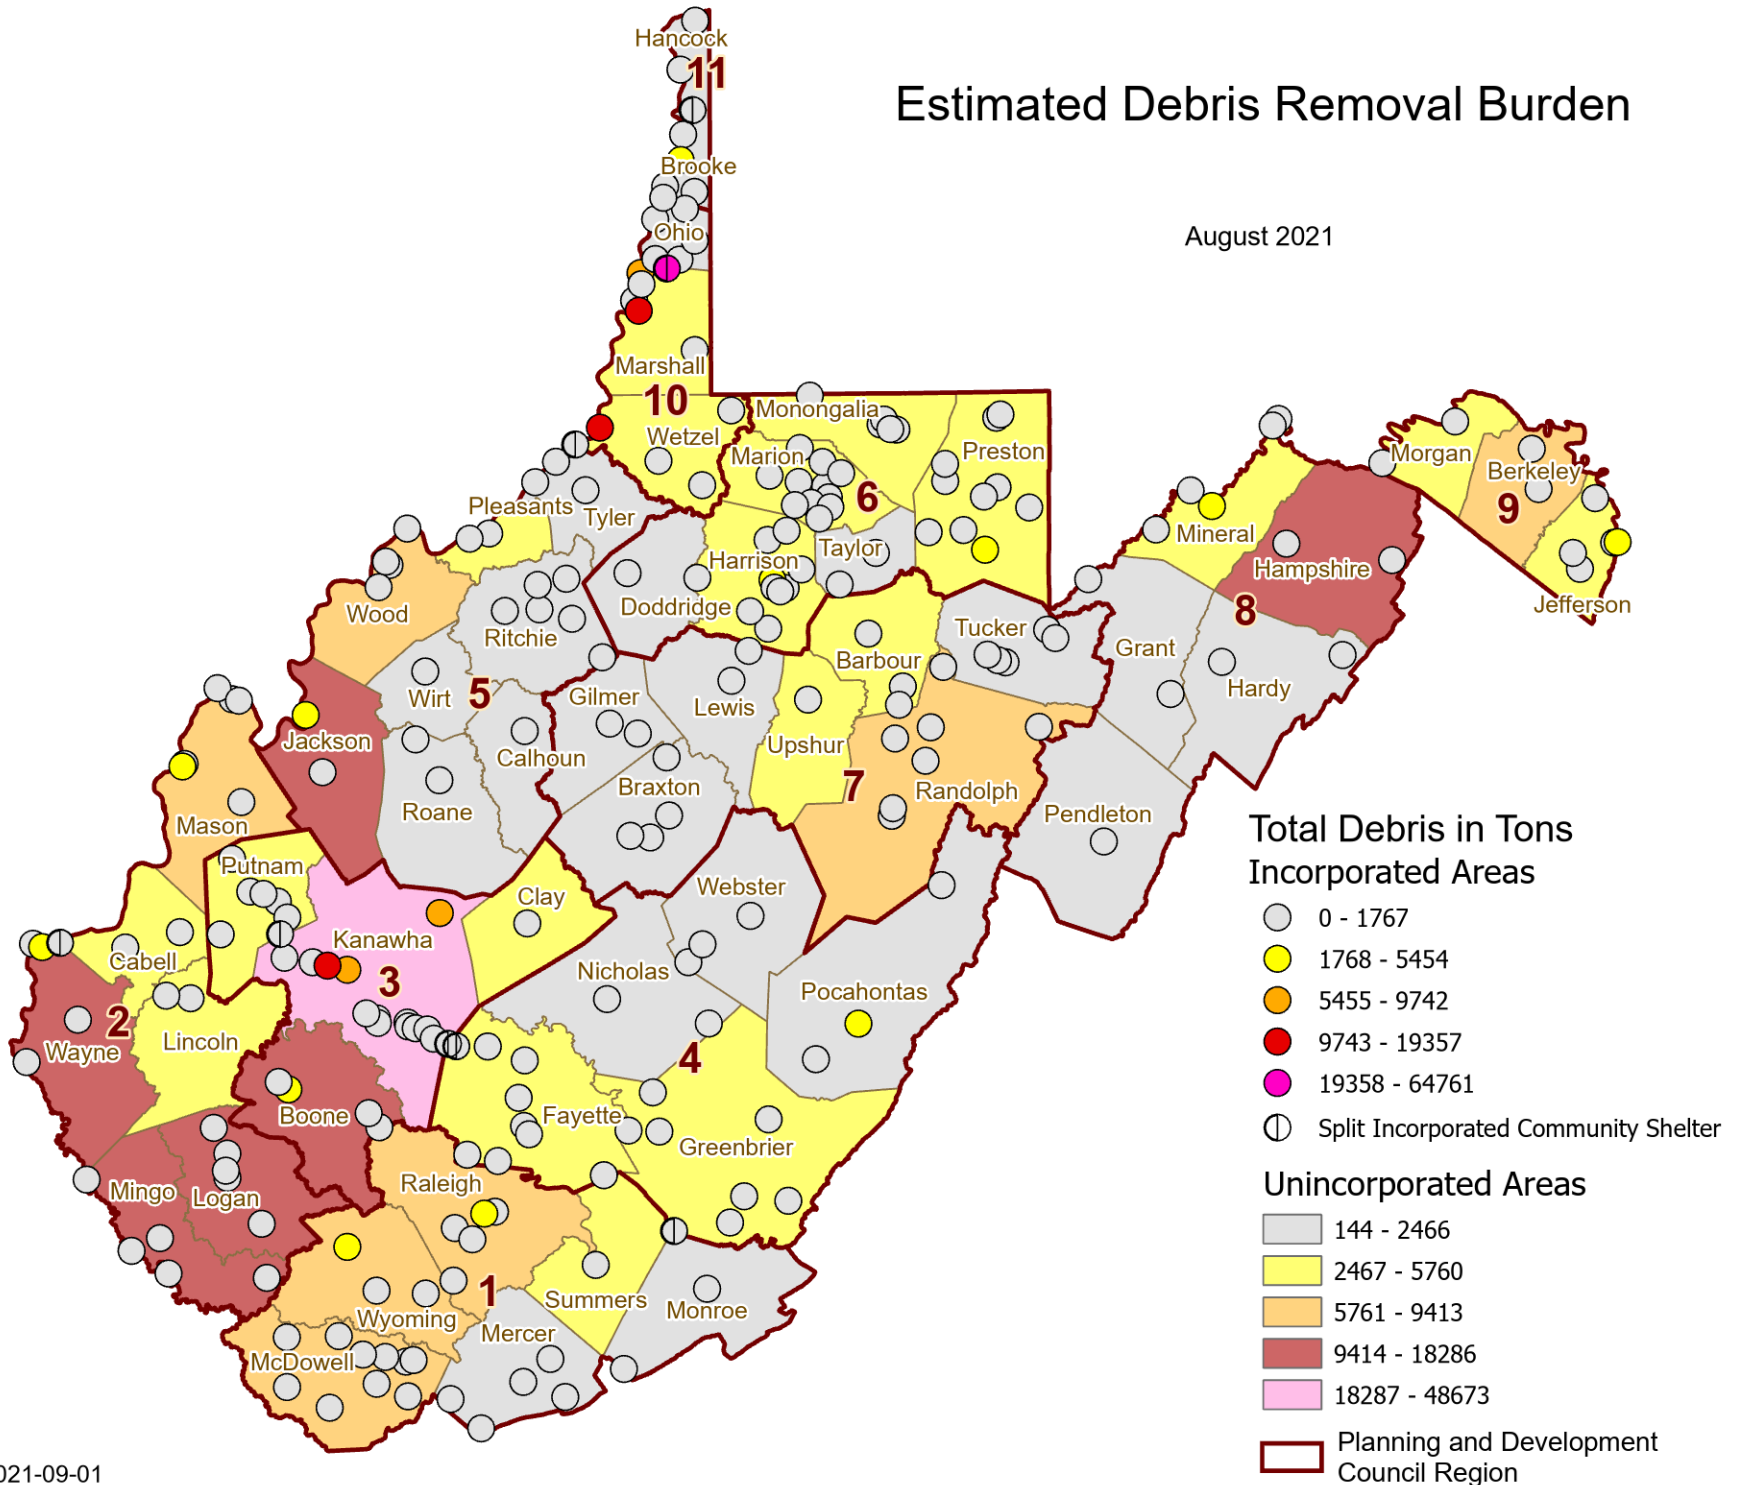 Hancock
11
Estimated Debris Removal Burden
Brooke
Ohio
August 2021
Marshall
10
Monongalia
Wetzel
Marion
Preston
Morgan
Berkeley
6
9
Pleasants
Tyler
Mineral
Taylor
Harrison
Hampshire
Wood
Doddridge
8
Jefferson
Ritchie
Tucker
Grant
Barbour
Wirt
5
Gilmer
Lewis
Hardy
Jackson
Calhoun
Upshur
Braxton
7
Randolph
Roane
Mason
Pendleton
Total Debris in Tons
Incorporated Areas
0 - 1767
1768 - 5454
5455 - 9742
9743 - 19357
19358 - 64761
Split Incorporated Community Shelter
Putnam
Webster
Clay
Kanawha
Cabell
3
Nicholas
Pocahontas
2
Wayne
Lincoln
4
Boone
Fayette
Greenbrier
Mingo
Logan
Raleigh
Unincorporated Areas
144 - 2466
2467 - 5760
5761 - 9413
9414 - 18286
18287 - 48673
Planning and Development
Council Region
1
Summers
Monroe
Wyoming
Mercer
McDowell
021-09-01